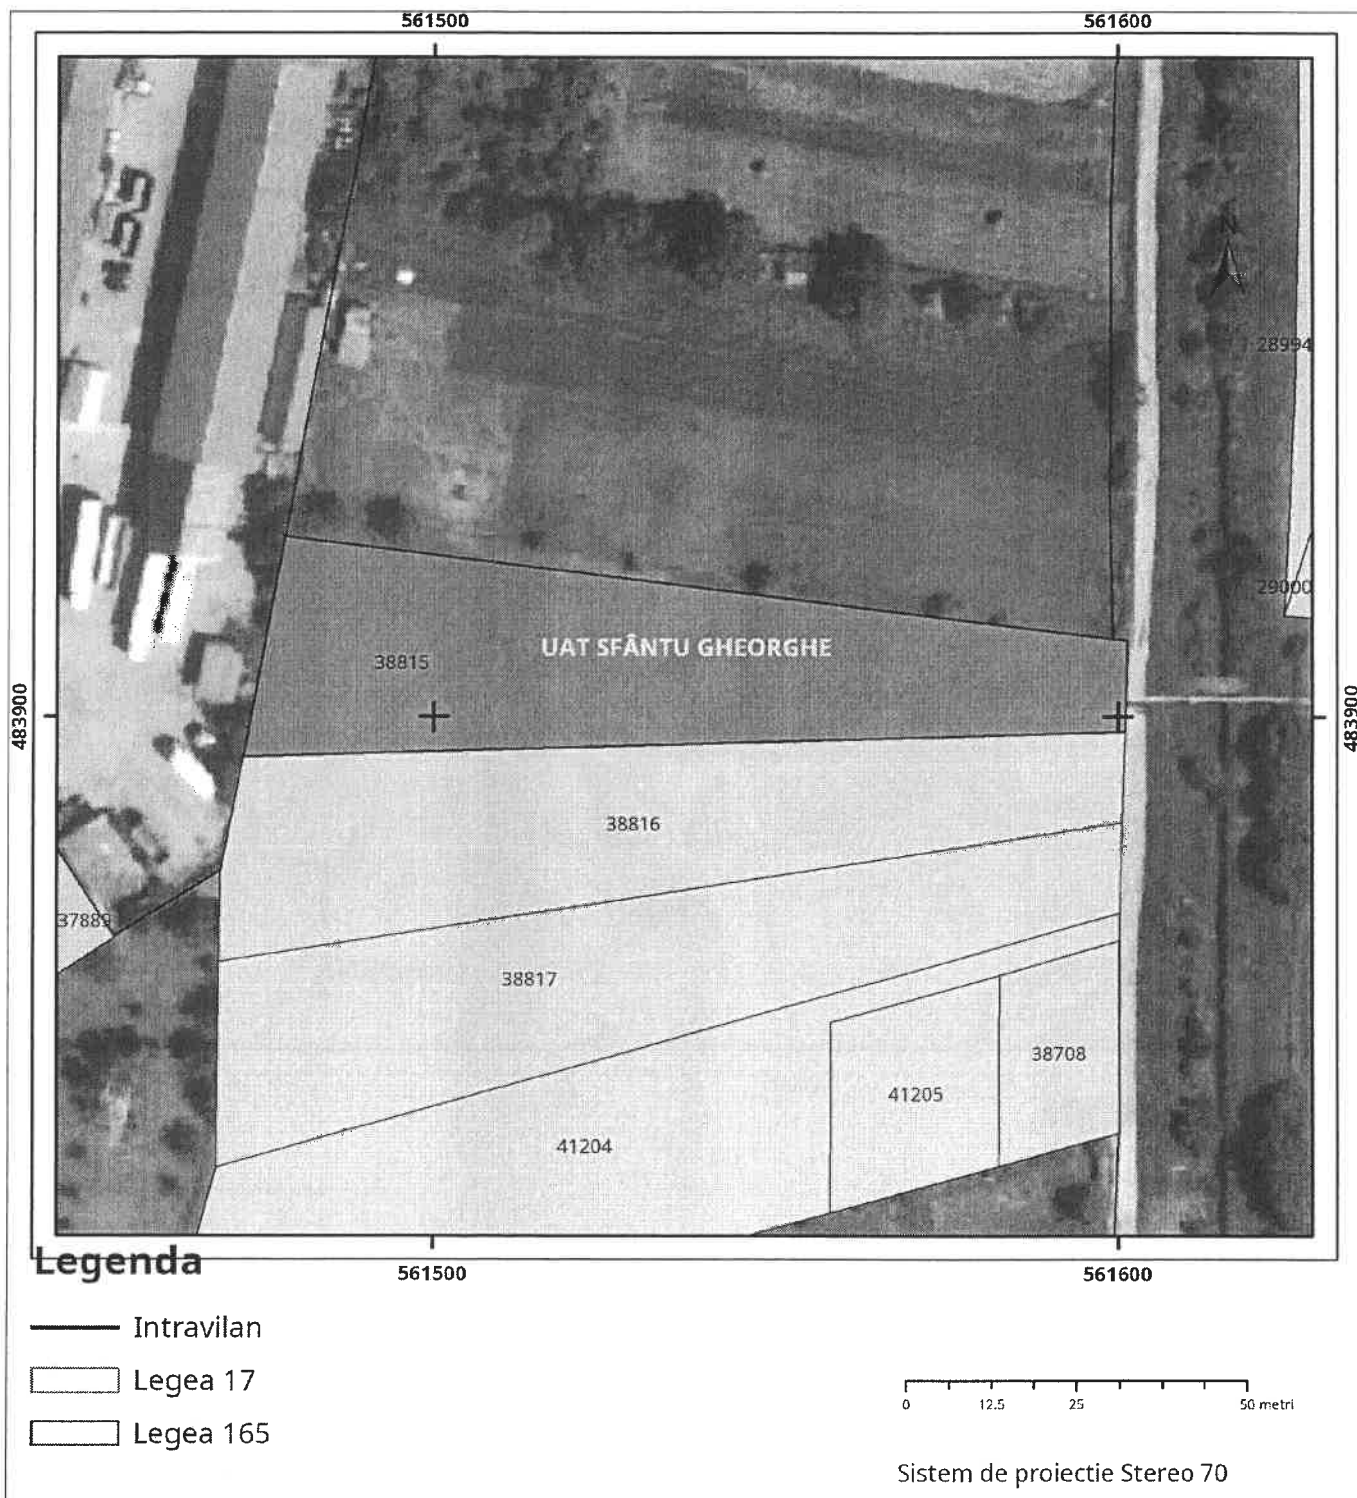 561500 561600
N
28994
29000
UAT SFÂNTU GHEORGHE
38815
483900 483900
38816
37889
38817
38708
41205
41204
561500 561600
Legenda
Intravilan
Legea 17
Legea 165
0 12.5 25 50 metri
Sistem de proiectie Stereo 70